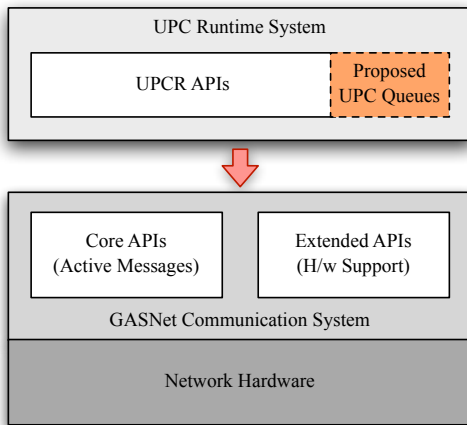 UPC Runtime System
UPCR APIs
Proposed
UPC Queues
Core APIs
(Active Messages)
Extended APIs
(H/w Support)
GASNet Communication System
Network Hardware